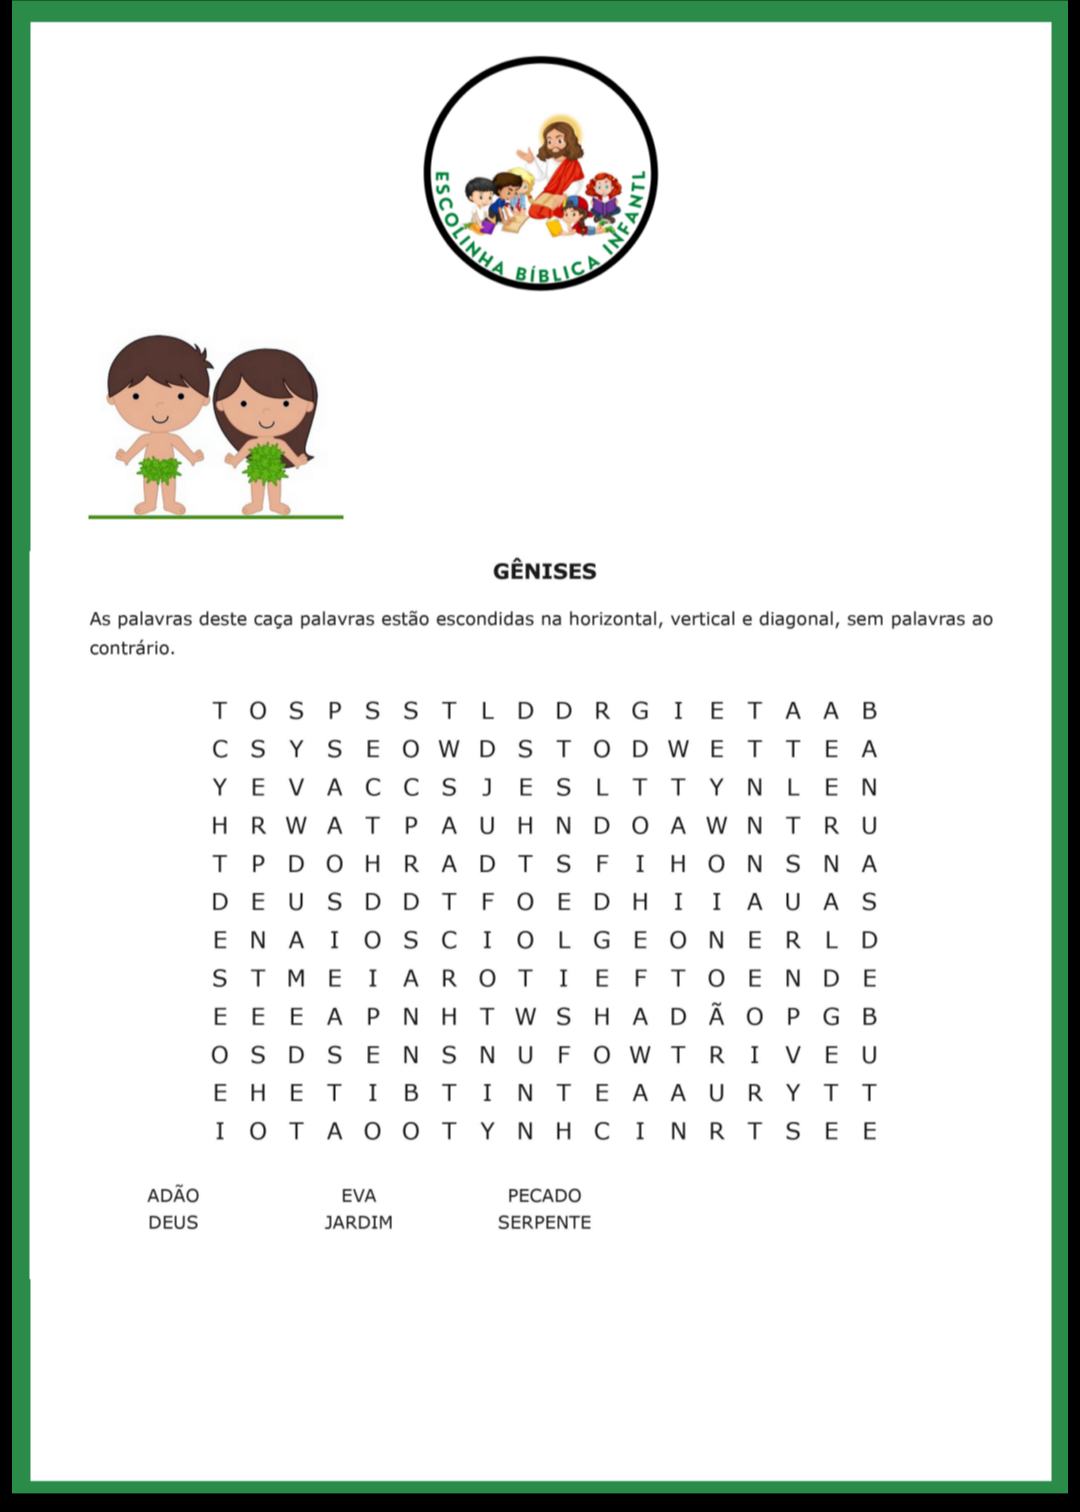 ESCOLINHA BÍBLICA INFANTL
GÊNISES
As palavras deste caça palavras estão escondidas na horizontal, vertical e diagonal, sem palavras ao
contrário.
T O S P S S T L D D R G I E T A A B
C S Y S E O W D S T O D W E T T E A
Y E V A C C S J E S L T T Y N L E N
H R W A T P A U H N D O A W N T R U
T P D O H R A D T S F I H O N S N A
D E U S D D T F O E D H I I A U A S
E N A I O S C I O L G E O N E R L D
S T M E I A R O T I E F T O E N D E
E E E A P N H T W S H A D Ã O P G B
O S D S E N S N U F O W T R I V E U
E H E T I B T I N T E A A U R Y T T
I O T A O O T Y N H C I N R T S E E
ADÃO EVA PECADO
DEUS JARDIM SERPENTE